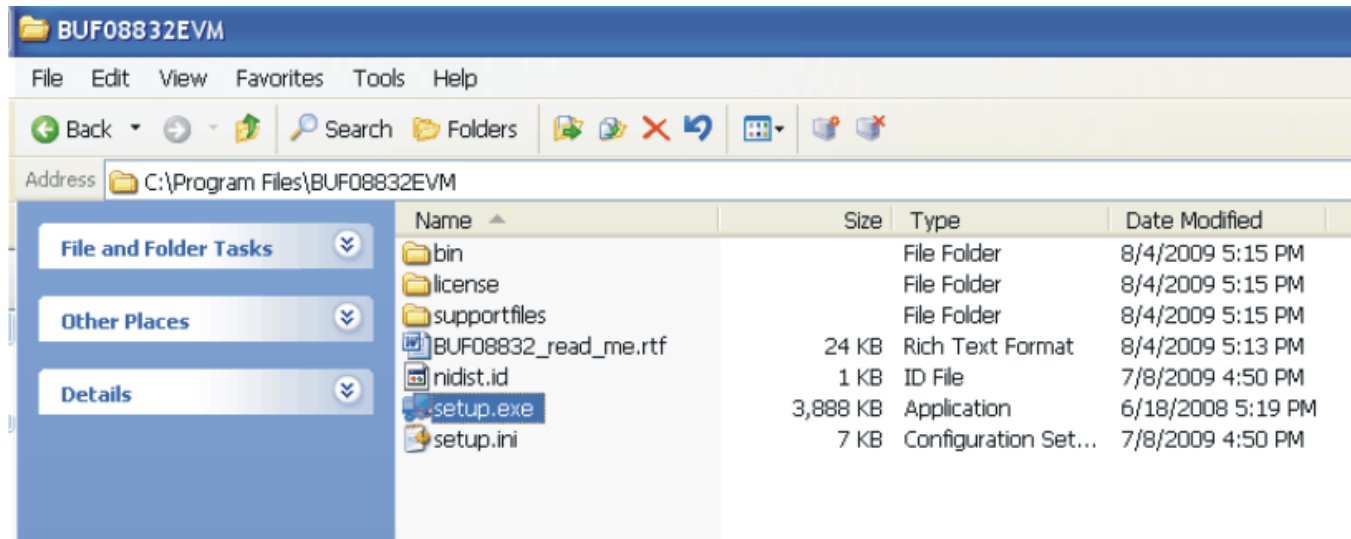 BUF08832EVM
File Edit View Favorites Tools Help
Back Search Folders
Address C:\Program Files\BUF08832EVM
Name Size Type Date Modified
File and Folder Tasks
Other Places
Details
bin File Folder 8/4/2009 5:15 PM
license File Folder 8/4/2009 5:15 PM
supportfiles File Folder 8/4/2009 5:15 PM
BUF08832_read_me.rtf 24 KB Rich Text Format 8/4/2009 5:13 PM
nidist.id 1 KB ID File 7/8/2009 4:50 PM
setup.exe 3,888 KB Application 6/18/2008 5:19 PM
setup.ini 7 KB Configuration Set... 7/8/2009 4:50 PM